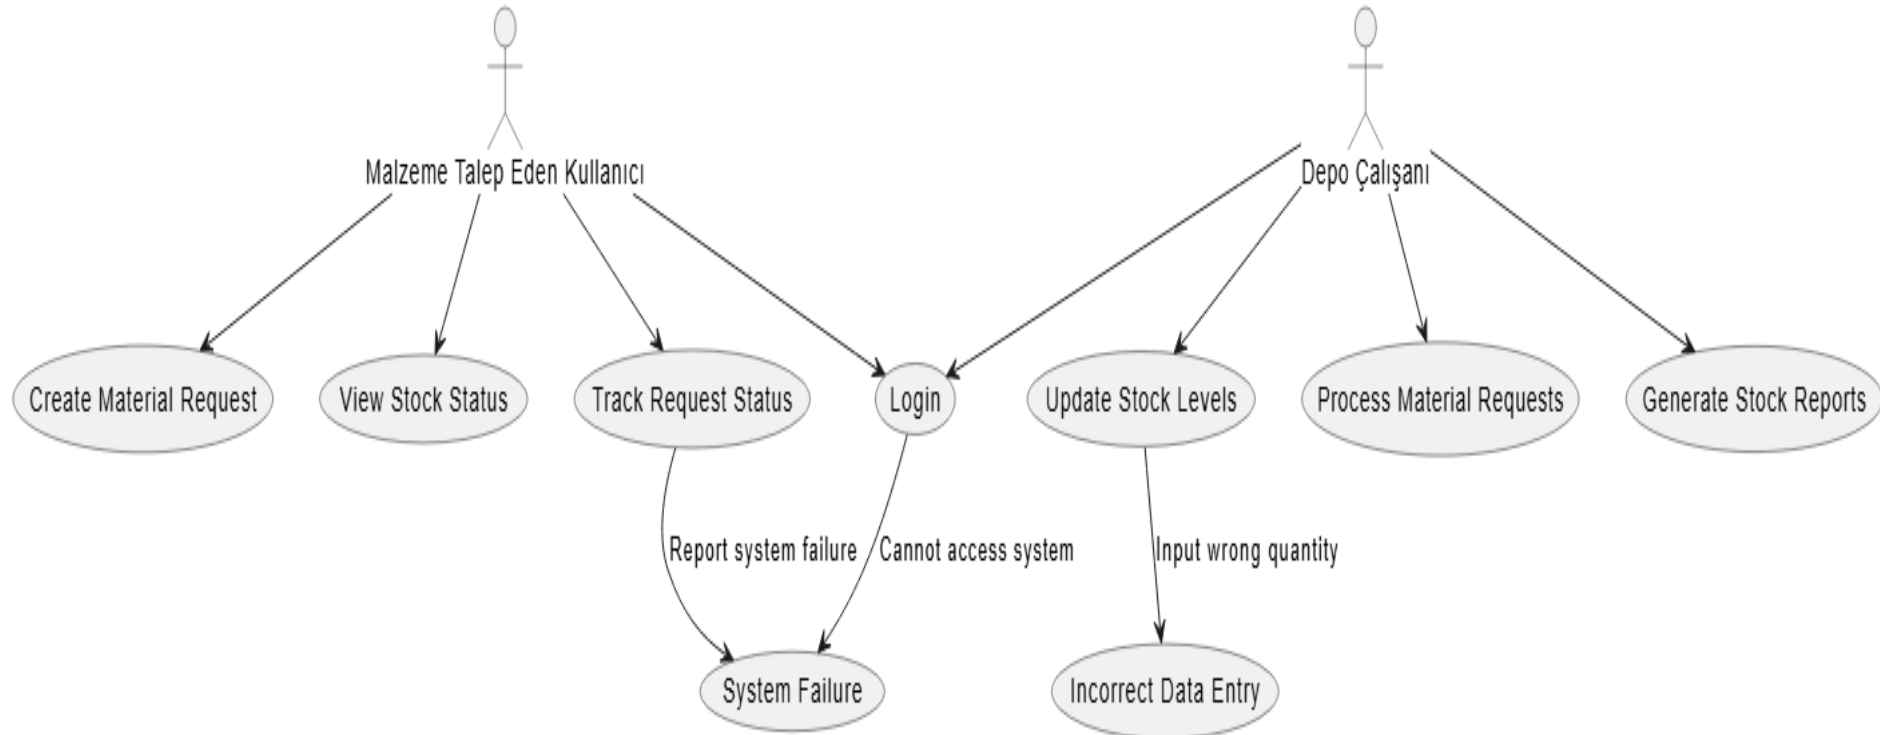 Malzeme Talep Eden Kullanıcı
Depo Çalışanı
Create Material Request
View Stock Status
Track Request Status
Login
Update Stock Levels
Process Material Requests
Generate Stock Reports
Report system failure
Cannot access system
Input wrong quantity
System Failure
Incorrect Data Entry